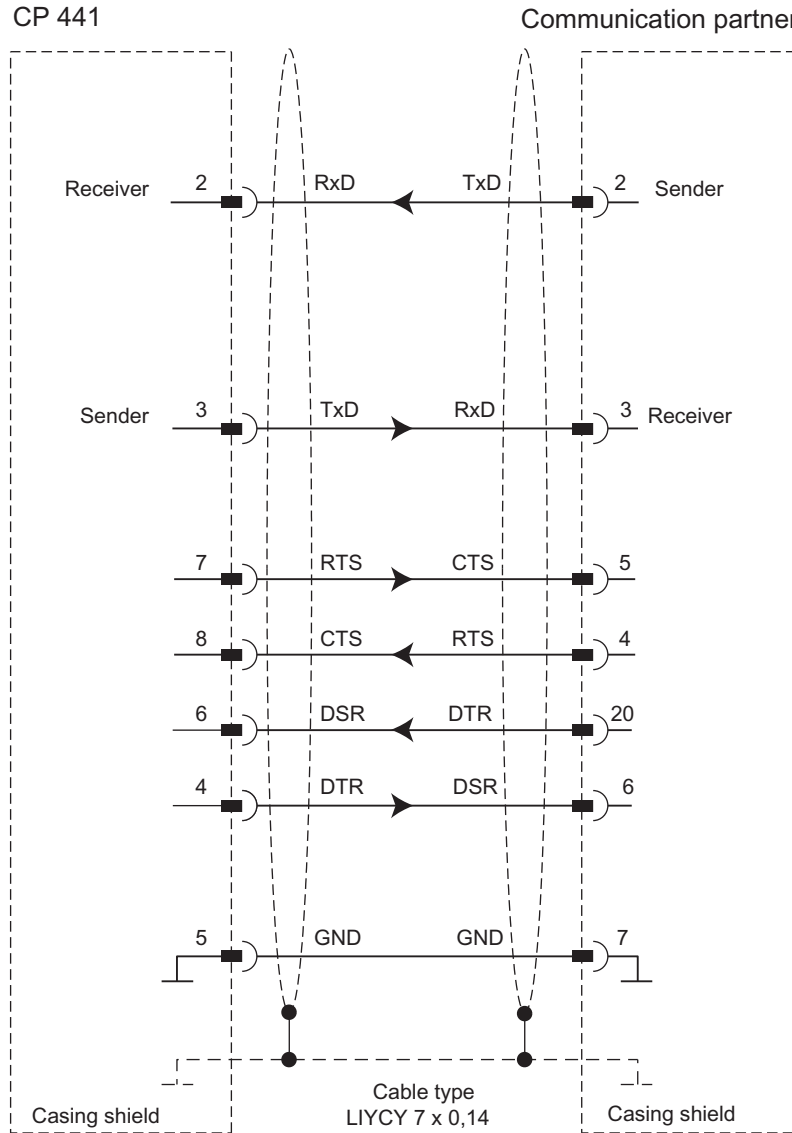 CP 441 Communication partner
Receiver 2 RxD TxD 2 Sender
Sender 3 TxD RxD 3 Receiver
7 RTS CTS 5
8 CTS RTS 4
6 DSR DTR 20
4 DTR DSR 6
5 GND GND 7
Cable type
LIYCY 7 x 0,14
Casing shield Casing shield